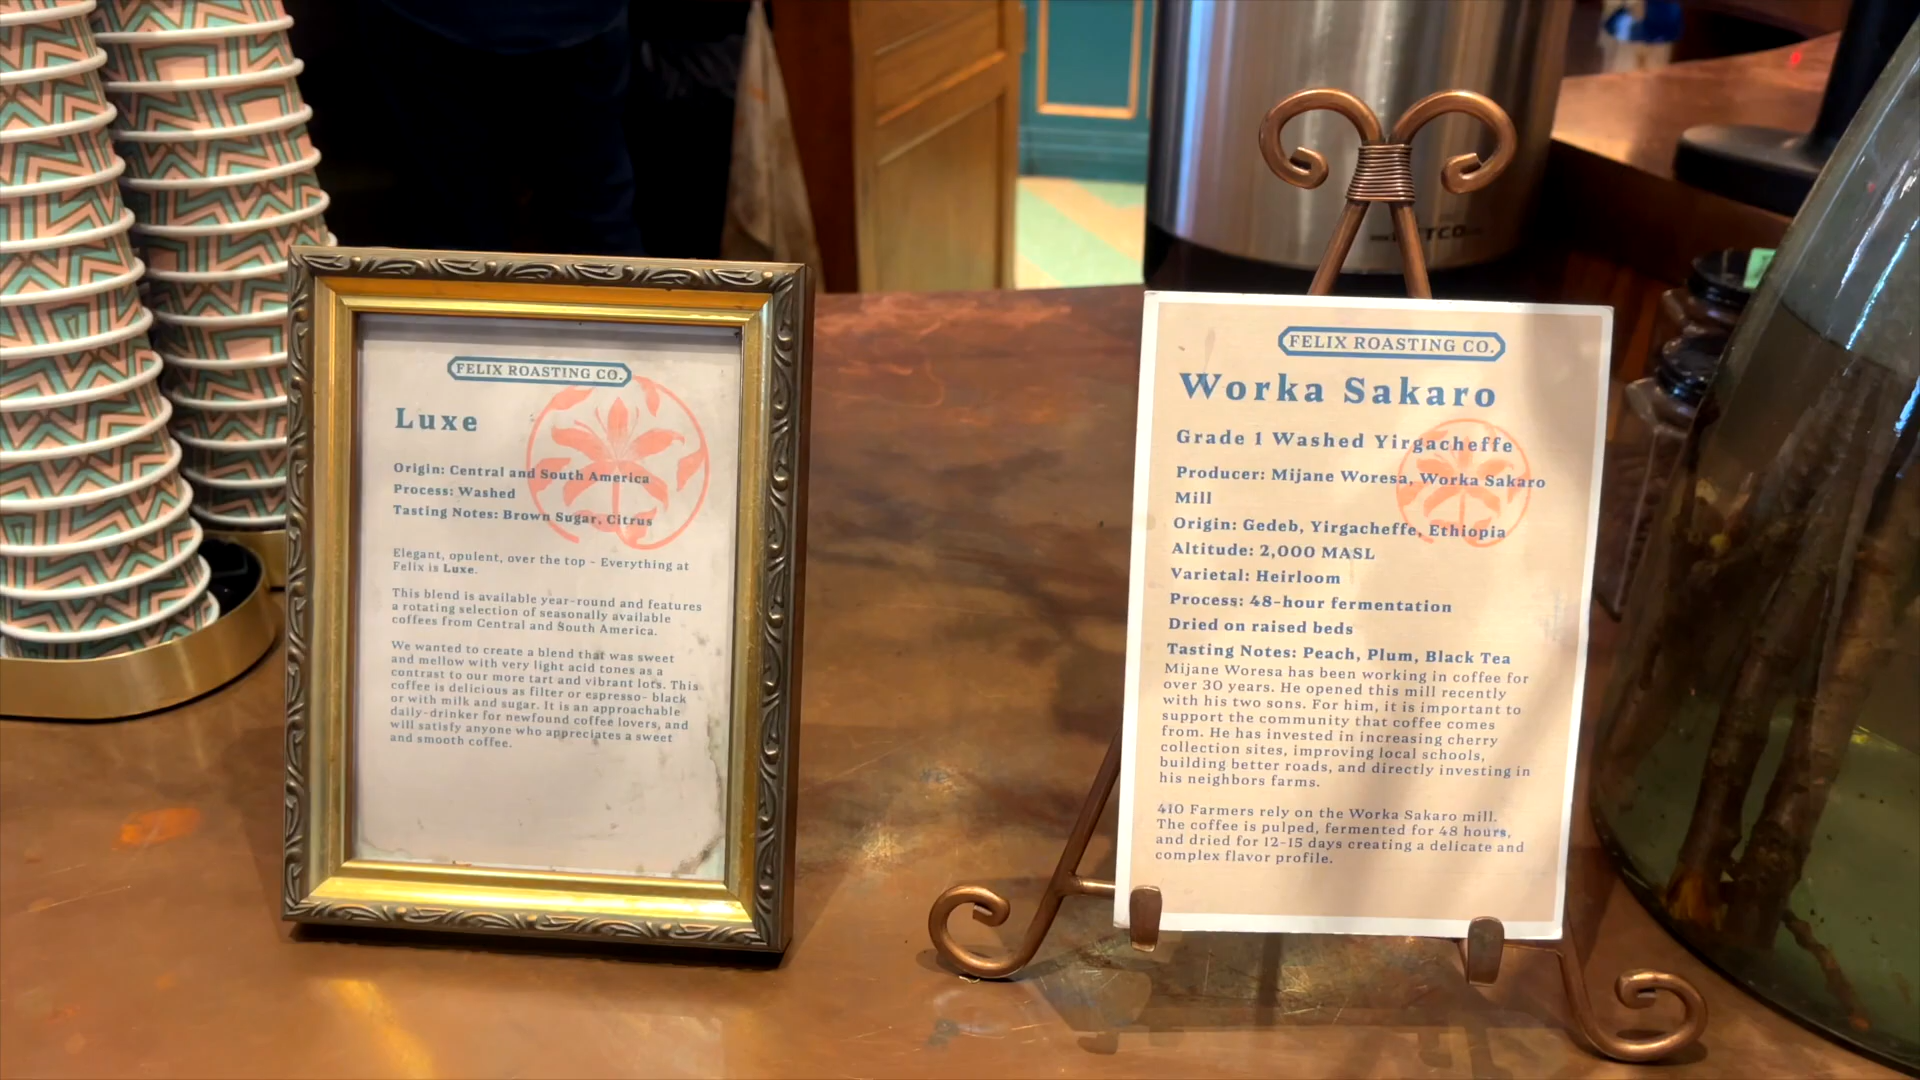 FELIX ROASTING CO.
Luxe
Origin: Central and South America
Process: Washed
Tasting Notes: Brown Sugar, Citrus
Elegant, opulent, over the top - Everything at
Felix is Luxe.
This blend is available year-round and features
a rotating selection of seasonally available
coffees from Central and South America.
We wanted to create a blend that was sweet
and mellow with very light acid tones as a
contrast to our more tart and vibrant lots. This
coffee is delicious as filter or espresso- black
or with milk and sugar. It is an approachable
daily-drinker for newfound coffee lovers, and
will satisfy anyone who appreciates a sweet
and smooth coffee.
FELIX ROASTING CO.
Worka Sakaro
Grade 1 Washed Yirgacheffe
Producer: Mijane Woresa, Worka Sakaro
Mill
Origin: Gedeb, Yirgacheffe, Ethiopia
Altitude: 2,000 MASL
Varietal: Heirloom
Process: 48-hour fermentation
Dried on raised beds
Tasting Notes: Peach, Plum, Black Tea
Mijane Woresa has been working in coffee for
over 30 years. He opened this mill recently
with his two sons. For him, it is important to
support the community that coffee comes
from. He has invested in increasing cherry
collection sites, improving local schools,
building better roads, and directly investing in
his neighbors farms.
410 Farmers rely on the Worka Sakaro mill.
The coffee is pulped, fermented for 48 hours,
and dried for 12-15 days creating a delicate and
complex flavor profile.